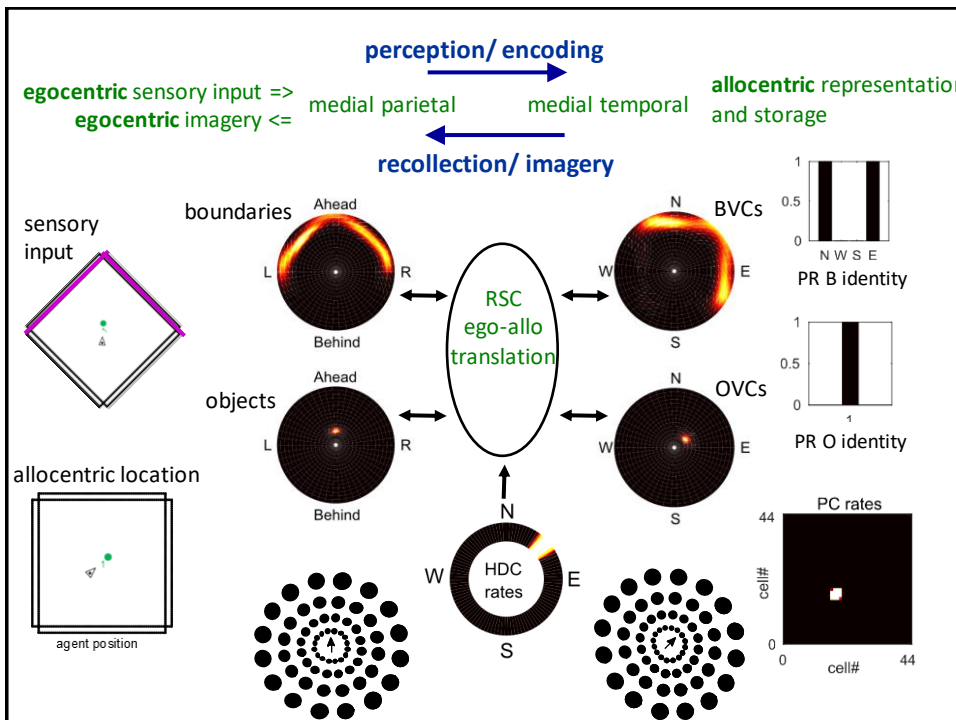 perception/ encoding
egocentric sensory input =>
egocentric imagery <=
medial parietal
medial temporal
allocentric representation
and storage
recollection/ imagery
sensory
input
boundaries
Ahead
L
R
Behind
RSC
ego-allo
translation
N
BVCs
W
E
S
1
0.5
0
N W S E
PR B identity
objects
Ahead
L
R
Behind
N
OVCs
W
E
S
1
0.5
0
1
PR O identity
allocentric location
agent position
N
W
HDC
rates
E
S
PC rates
44
cell#
0
0
44
cell#